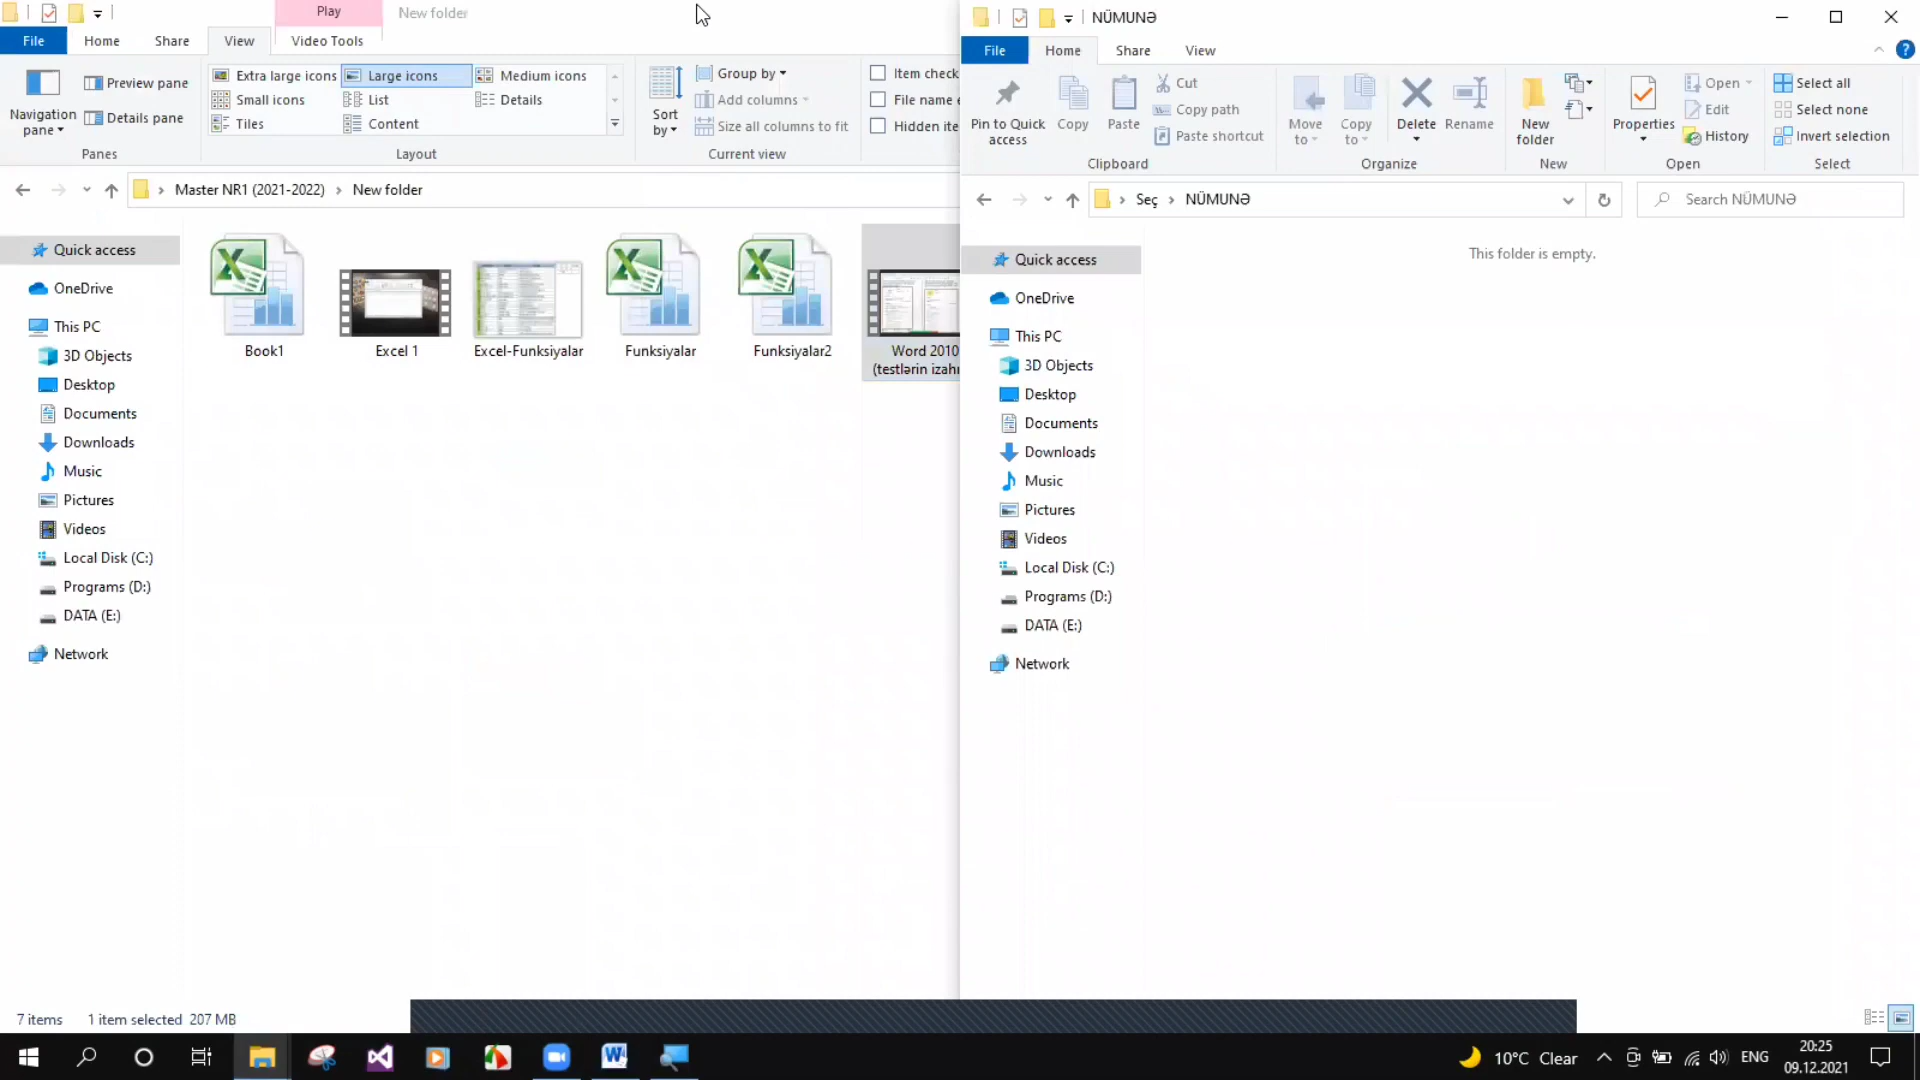 Play
New folder
File
Home
Share
View
Video Tools
Navigation pane
Preview pane
Details pane
Panes
Extra large icons
Large icons
Medium icons
Small icons
List
Details
Tiles
Content
Layout
Sort by
Group by
Add columns
Size all columns to fit
Current view
Item check
File name e
Hidden ite
Master NR1 (2021-2022) > New folder
Quick access
OneDrive
This PC
3D Objects
Desktop
Documents
Downloads
Music
Pictures
Videos
Local Disk (C:)
Programs (D:)
DATA (E:)
Network
Book1
Excel 1
Excel-Funksiyalar
Funksiyalar
Funksiyalar2
Word 2010
(testlərin izahı
7 items
1 item selected 207 MB
NÜMUNƏ
File
Home
Share
View
Pin to Quick access
Copy
Paste
Cut
Copy path
Paste shortcut
Clipboard
Move to
Copy to
Delete
Rename
Organize
New folder
New
Properties
Open
Edit
History
Open
Select all
Select none
Invert selection
Select
Seç > NÜMUNƏ
Search NÜMUNƏ
This folder is empty.
Quick access
OneDrive
This PC
3D Objects
Desktop
Documents
Downloads
Music
Pictures
Videos
Local Disk (C:)
Programs (D:)
DATA (E:)
Network
10°C Clear
ENG
20:25
09.12.2021